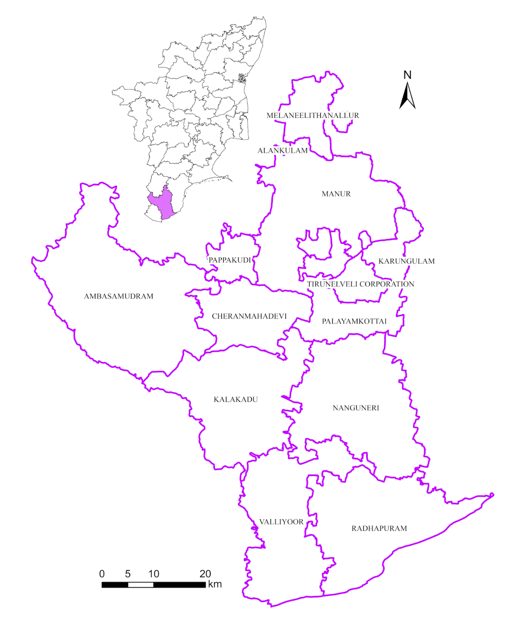 N
MELANEELITHANALLUR
ALANKULAM
MANUR
PAPPAKUDI
KARUNGULAM
TIRUNELVELI CORPORATION
AMBASAMUDRAM
CHERANMAHADEVI
PALAYAMKOTTAI
KALAKADU
NANGUNERI
VALLIYOOR
RADHAPURAM
0 5 10 20
km